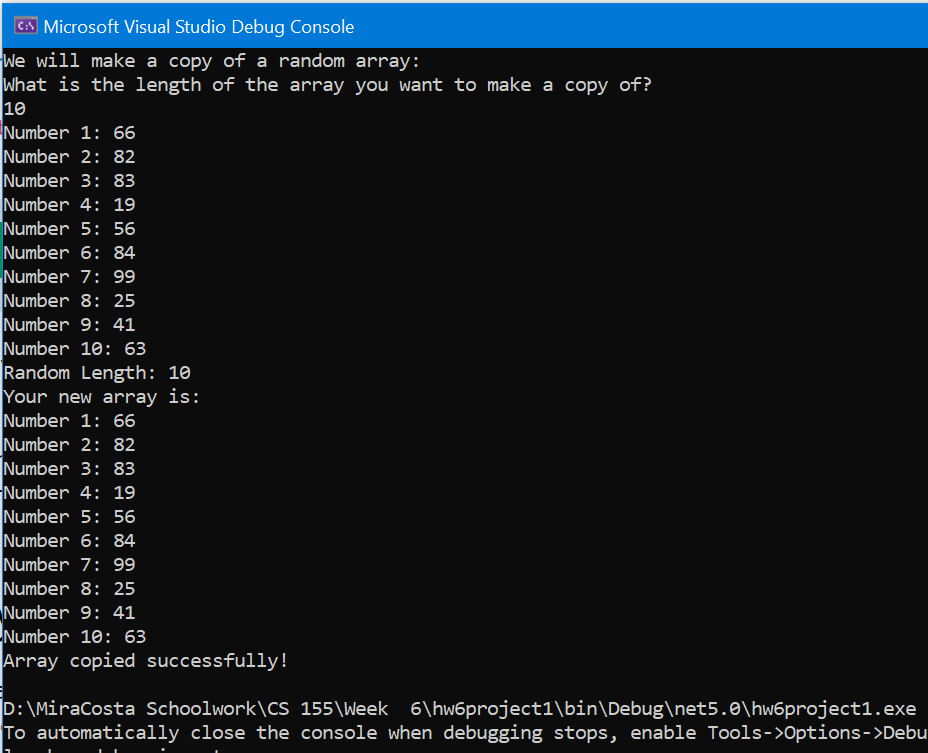 Microsoft Visual Studio Debug Console
We will make a copy of a random array:
What is the length of the array you want to make a copy of?
10
Number 1: 66
Number 2: 82
Number 3: 83
Number 4: 19
Number 5: 56
Number 6: 84
Number 7: 99
Number 8: 25
Number 9: 41
Number 10: 63
Random Length: 10
Your new array is:
Number 1: 66
Number 2: 82
Number 3: 83
Number 4: 19
Number 5: 56
Number 6: 84
Number 7: 99
Number 8: 25
Number 9: 41
Number 10: 63
Array copied successfully!
D:\MiraCosta Schoolwork\CS 155\Week  6\hw6project1\bin\Debug\net5.0\hw6project1.exe
To automatically close the console when debugging stops, enable Tools->Options->Debu